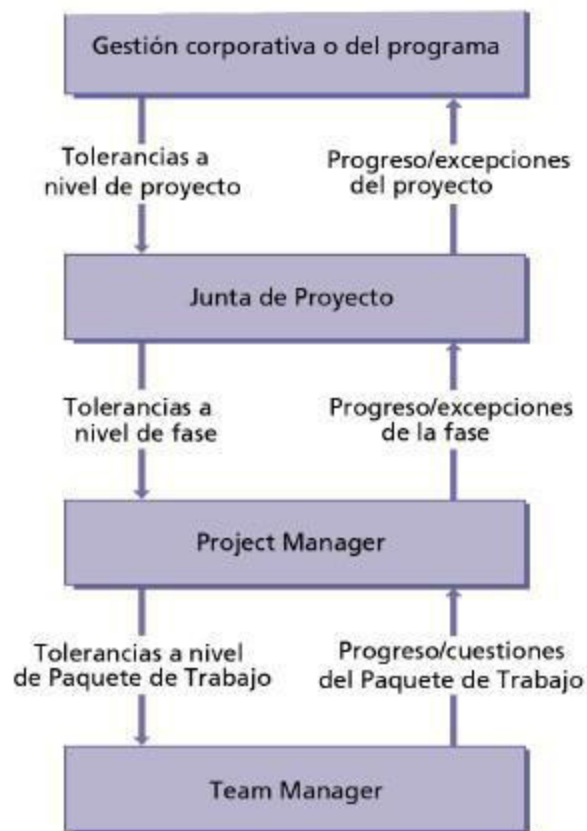 Gestión corporativa o del programa
Tolerancias a
nivel de proyecto
Progreso/excepciones
del proyecto
Junta de Proyecto
Tolerancias a
nivel de fase
Progreso/excepciones
de la fase
Project Manager
Tolerancias a nivel
de Paquete de Trabajo
Progreso/cuestiones
del Paquete de Trabajo
Team Manager